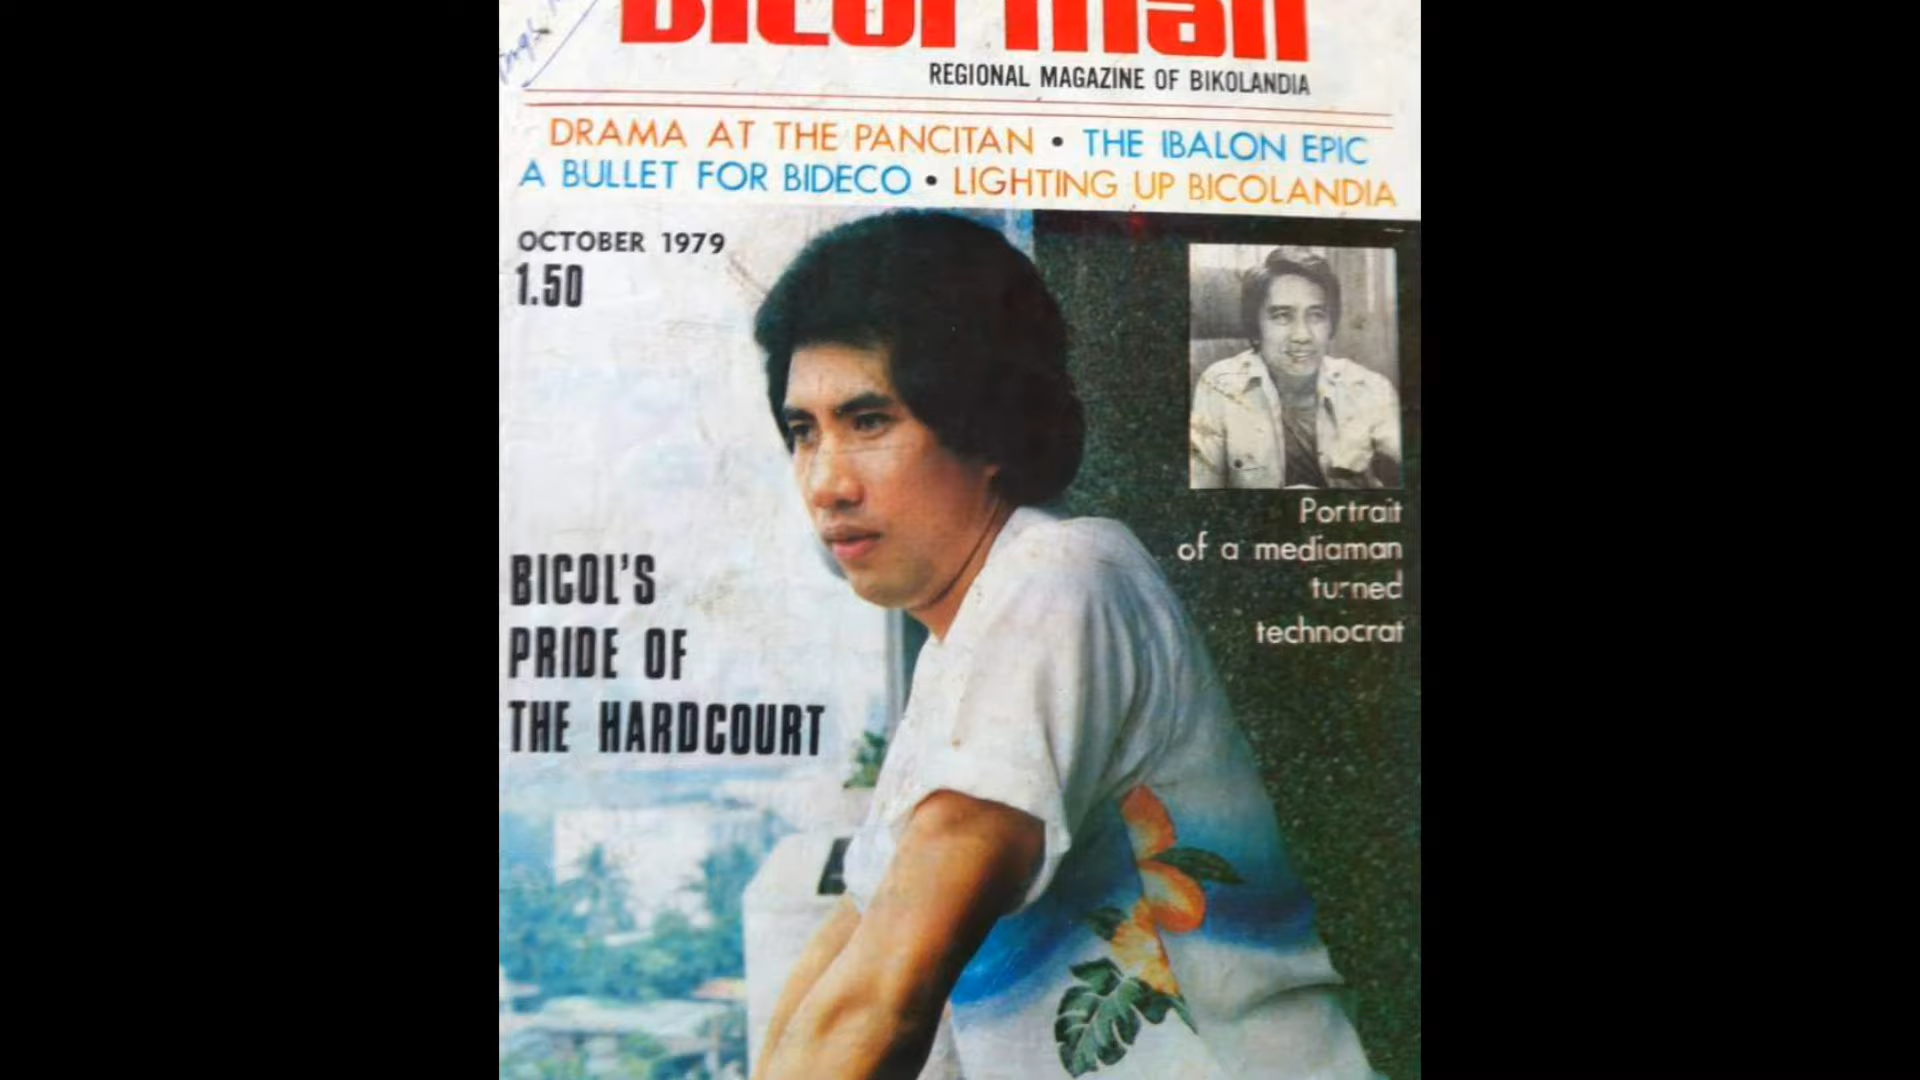 Bicolman
REGIONAL MAGAZINE OF BIKOLANDIA
DRAMA AT THE PANCITAN • THE IBALON EPIC
A BULLET FOR BIDECO • LIGHTING UP BICOLANDIA
OCTOBER 1979
1.50
BICOL'S
PRIDE OF
THE HARDCOURT
Portrait
of a mediaman
turned
technocrat